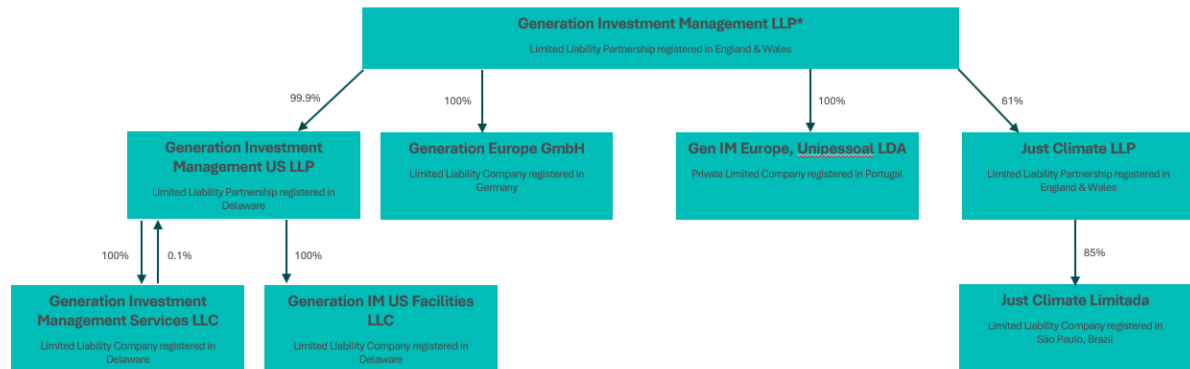 Generation Investment Management LLP*
Limited Liability Partnership registered in England & Wales
99.9%
100%
100%
61%
Generation Investment
Management US LLP
Limited Liability Partnership registered in
Delaware
Generation Europe GmbH
Limited Liability Company registered in
Germany
Gen IM Europe, Unipessoal LDA
Private Limited Company registered in Portugal
Just Climate LLP
Limited Liability Partnership registered in
England & Wales
100%
0.1%
100%
85%
Generation Investment
Management Services LLC
Limited Liability Company registered in
Delaware
Generation IM US Facilities
LLC
Limited Liability Company registered in
Delaware
Just Climate Limitada
Limited Liability Company registered in
São Paulo, Brazil